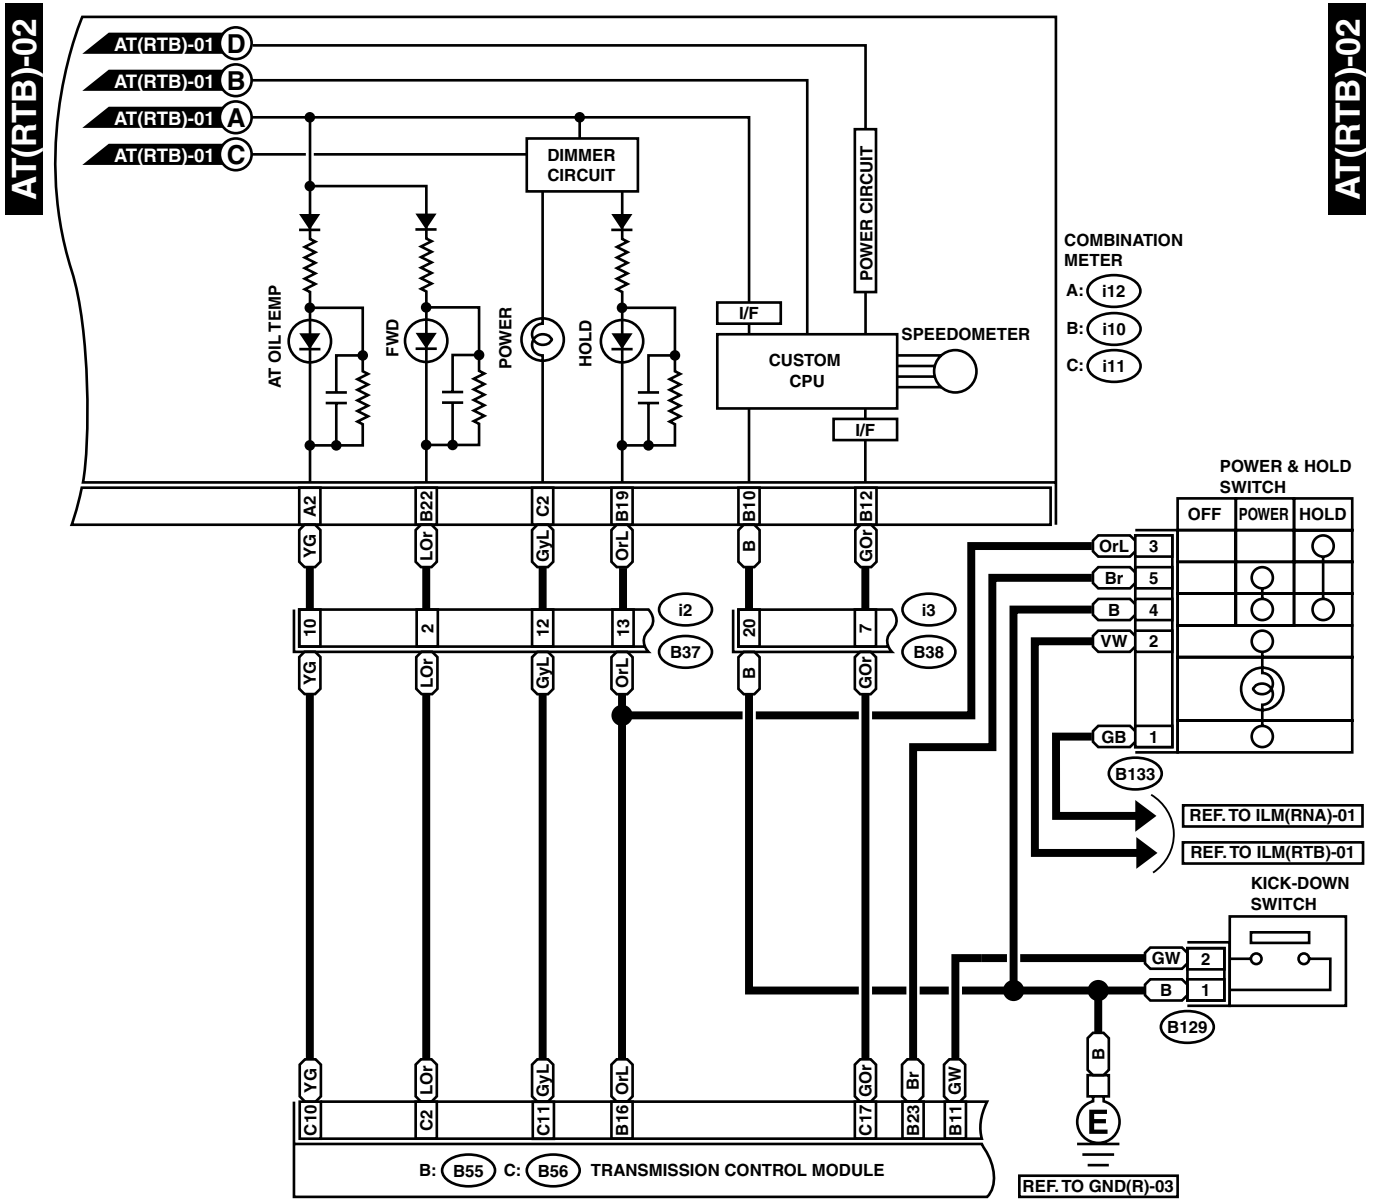 AT(RTB)-02
AT(RTB)-02
AT(RTB)-01 D
AT(RTB)-01 B
AT(RTB)-01 A
AT(RTB)-01 C
DIMMER
CIRCUIT
POWER CIRCUIT
COMBINATION
METER
A: i12
B: i10
C: i11
AT OIL TEMP
FWD
POWER
HOLD
I/F
CUSTOM
CPU
SPEEDOMETER
I/F
A2 B22 C2 B19 B10 B12
YG LOr GyL OrL B GOr
10 2 12 13 20 7
i2
B37
i3
B38
YG LOr GyL OrL B GOr
POWER & HOLD
SWITCH
OFF POWER HOLD
OrL 3
Br 5
B 4
VW 2
GB 1
B133
REF. TO ILM(RNA)-01
REF. TO ILM(RTB)-01
KICK-DOWN
SWITCH
GW 2
B 1
B129
B
E
REF. TO GND(R)-03
YG LOr GyL OrL GOr Br GW
C10 C2 C11 B16 C17 B23 B11
B: B55 C: B56 TRANSMISSION CONTROL MODULE